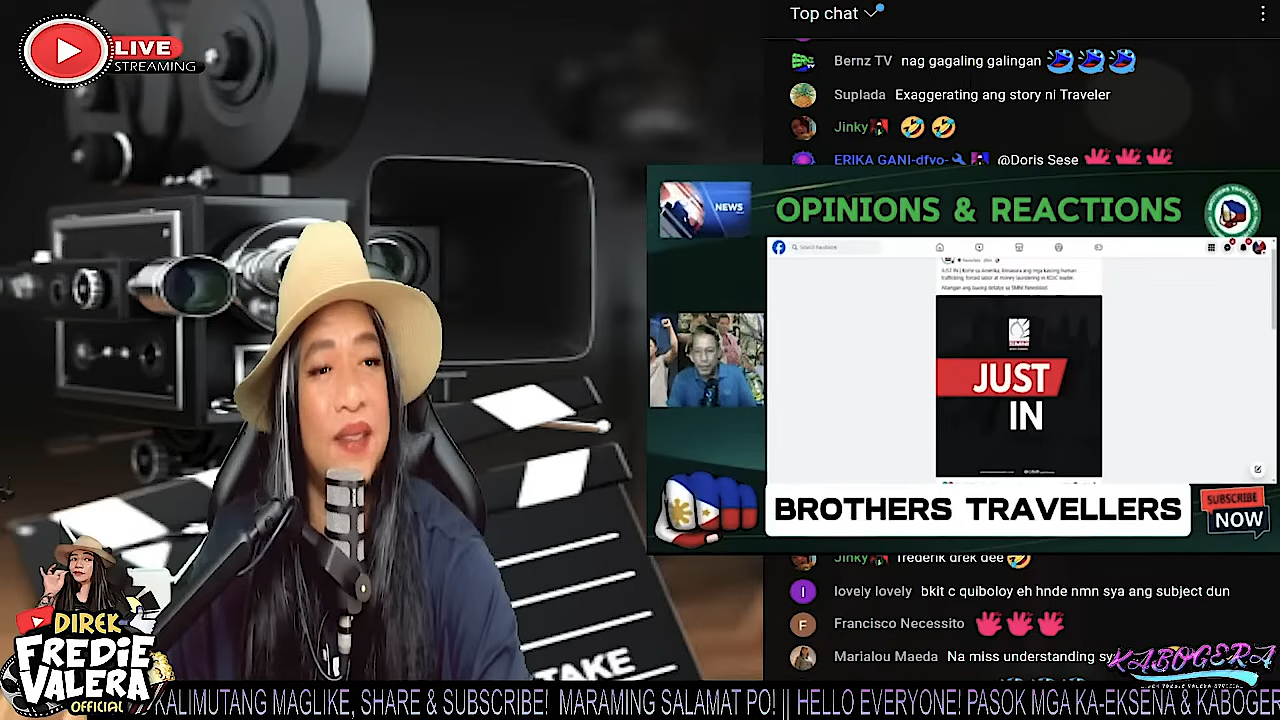 LIVE
STREAMING
Top chat
Bernz TV nag gagaling galingan
Suplada Exaggerating ang story ni Traveler
Jinky
ERIKA GANI-dfvo- @Doris Sese
NEWS
OPINIONS & REACTIONS
Search Facebook
JUST IN
BROTHERS TRAVELLERS
SUBSCRIBE
NOW
Jinky Trederik drek dee
lovely lovely bkit c quiboloy eh hnde nmn sya ang subject dun
Francisco Necessito
Marialou Maeda Na miss understanding
KABOGERA
TAKE
DIREK
FREDIE
VALERA
OFFICIAL
KALIMUTANG MAGLIKE, SHARE & SUBSCRIBE! MARAMING SALAMAT PO! || HELLO EVERYONE! PASOK MGA KA-EKSENA & KABOGER